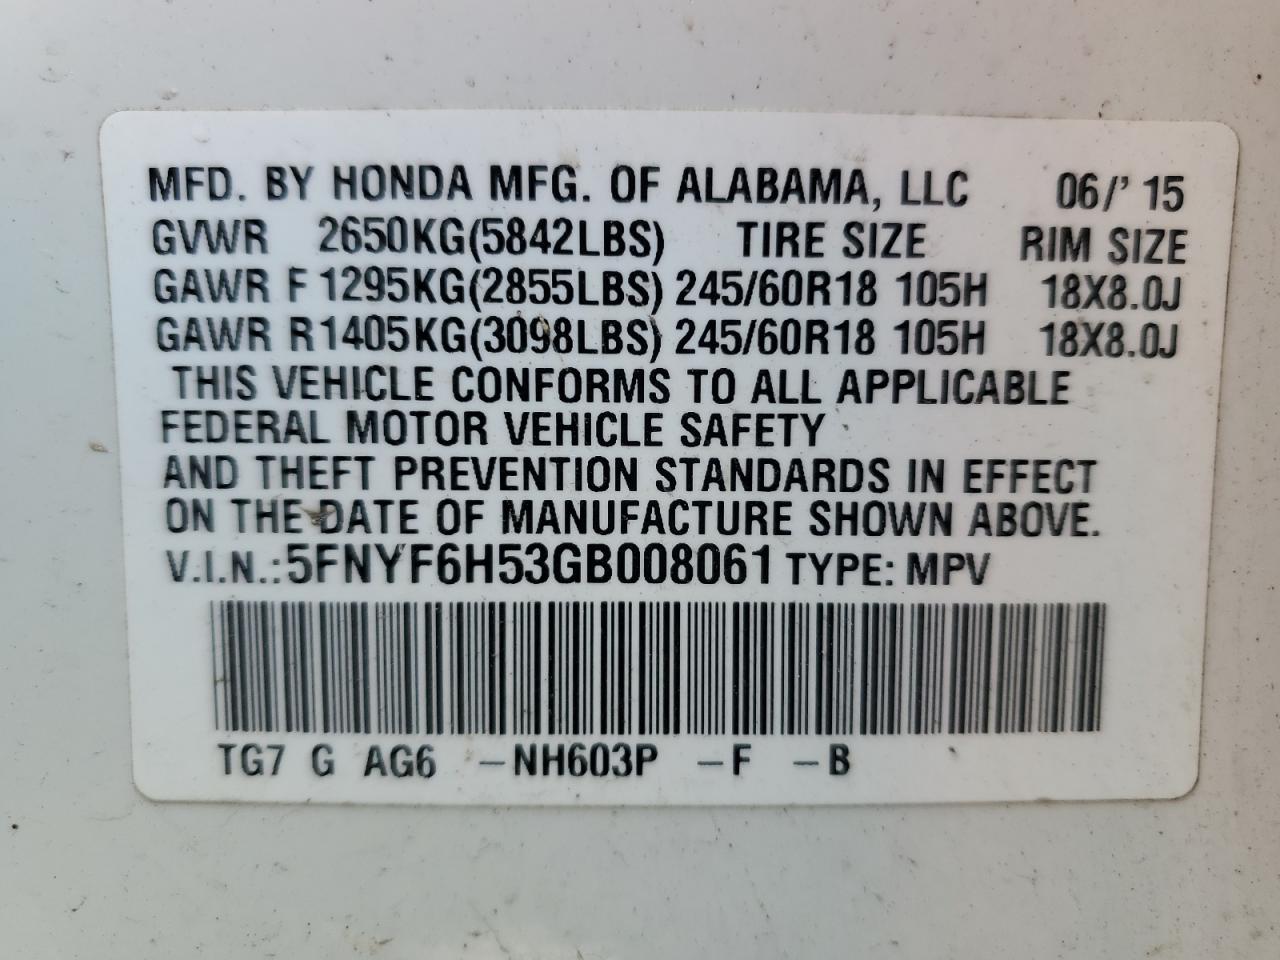 MFD. BY HONDA MFG. OF ALABAMA, LLC 06/' 15
GVWR 2650KG(5842LBS) TIRE SIZE RIM SIZE
GAWR F 1295KG(2855LBS) 245/60R18 105H 18X8.0J
GAWR R 1405KG(3098LBS) 245/60R18 105H 18X8.0J
THIS VEHICLE CONFORMS TO ALL APPLICABLE
FEDERAL MOTOR VEHICLE SAFETY
AND THEFT PREVENTION STANDARDS IN EFFECT
ON THE DATE OF MANUFACTURE SHOWN ABOVE.
V.I.N.:5FNYF6H53GB008061 TYPE: MPV
TG7 G AG6 -NH603P -F -B